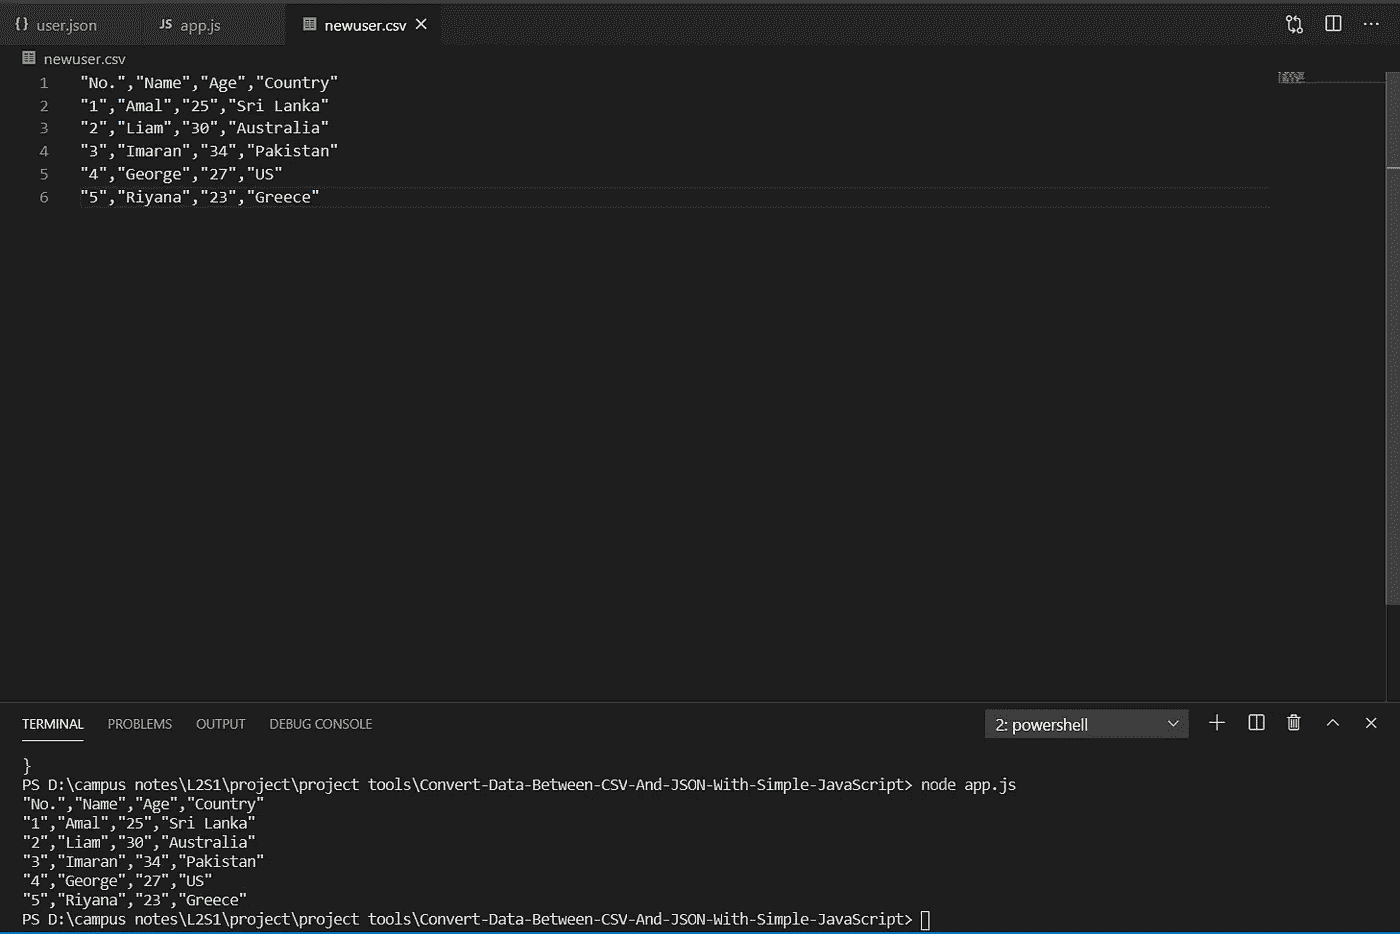 {} user.json JS app.js newuser.csv
newuser.csv
1 "No.","Name","Age","Country"
2 "1","Amal","25","Sri Lanka"
3 "2","Liam","30","Australia"
4 "3","Imaran","34","Pakistan"
5 "4","George","27","US"
6 "5","Riyana","23","Greece"
TERMINAL PROBLEMS OUTPUT DEBUG CONSOLE 2: powershell
}
PS D:\campus notes\L2S1\project\project tools\Convert-Data-Between-CSV-And-JSON-With-Simple-JavaScript> node app.js
"No.","Name","Age","Country"
"1","Amal","25","Sri Lanka"
"2","Liam","30","Australia"
"3","Imaran","34","Pakistan"
"4","George","27","US"
"5","Riyana","23","Greece"
PS D:\campus notes\L2S1\project\project tools\Convert-Data-Between-CSV-And-JSON-With-Simple-JavaScript>